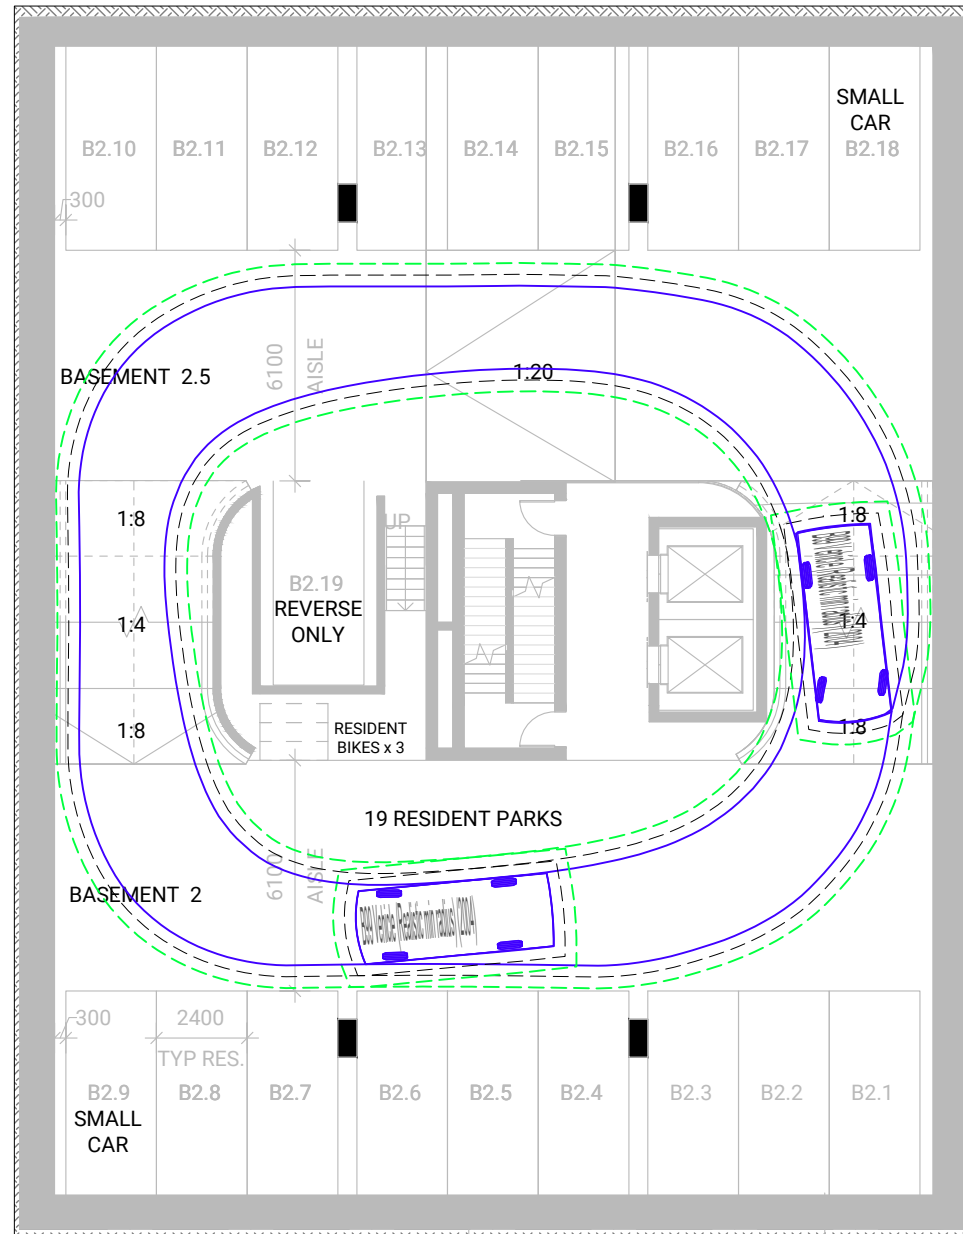 SMALL
CAR
B2.10 B2.11 B2.12 B2.13 B2.14 B2.15 B2.16 B2.17 B2.18
300
6100
AISLE
BASEMENT 2.5
1:20
1:8
1:8
UP
B2.19
REVERSE
ONLY
1:4
1:4
1:8
RESIDENT
BIKES x 3
1:8
19 RESIDENT PARKS
6100
AISLE
BASEMENT 2
300
2400
TYP RES.
B2.9 B2.8 B2.7 B2.6 B2.5 B2.4 B2.3 B2.2 B2.1
SMALL
CAR